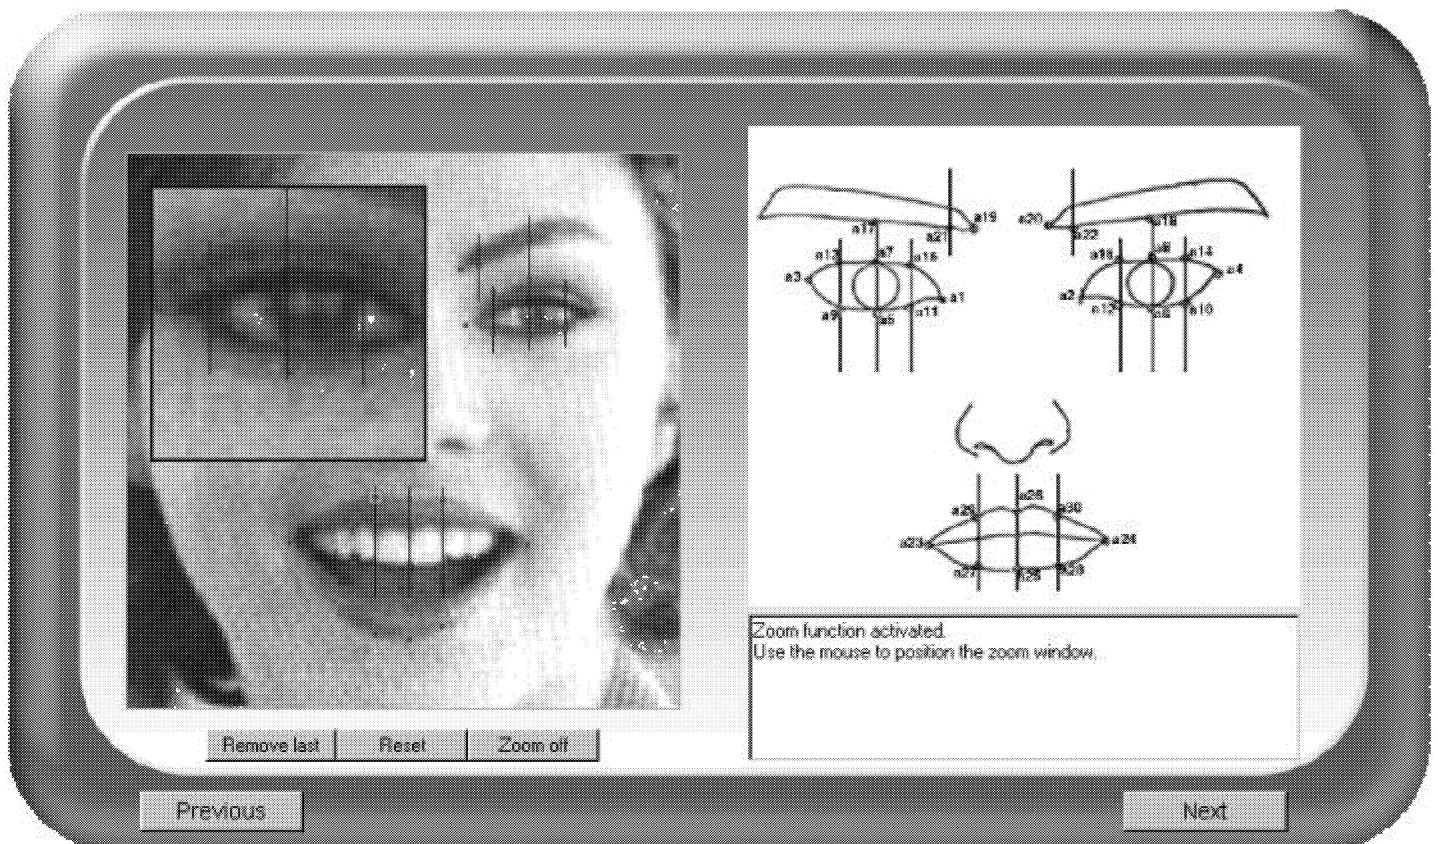 a19
a20
a17
a18
a21
a22
a13
a7
a15
a16
a8
a14
a3
a4
a1
a2
a9
a5
a11
a12
a6
a10
a26
a29
a30
a23
a24
a27
a25
a28
Zoom function activated.
Use the mouse to position the zoom window.
Remove last
Reset
Zoom off
Previous
Next